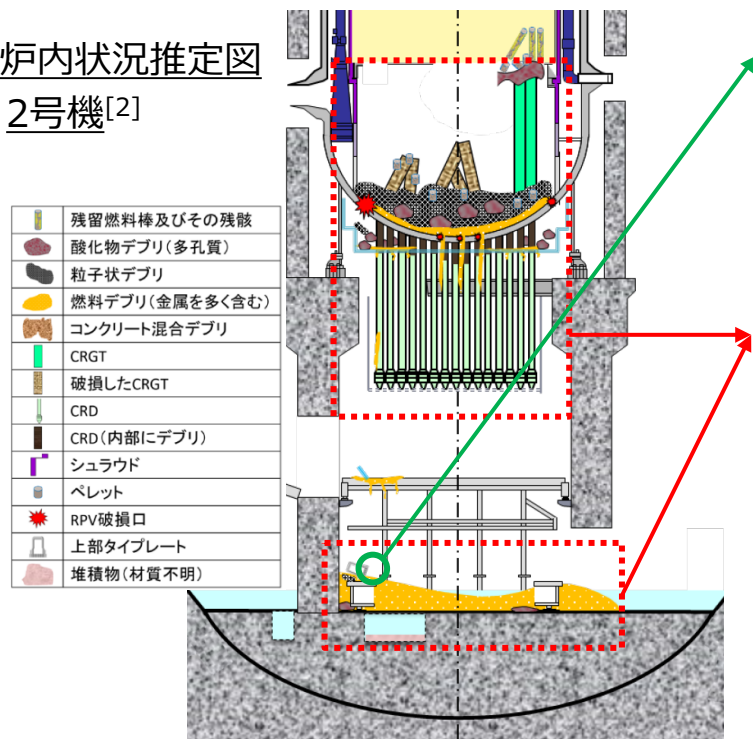 炉内状況推定図
2号機[2]
残留燃料棒及びその残骸
酸化物デブリ(多孔質)
粒子状デブリ
燃料デブリ(金属を多く含む)
コンクリート混合デブリ
CRGT
破損したCRGT
CRD
CRD(内部にデブリ)
シュラウド
ペレット
RPV破損口
上部タイプレート
堆積物(材質不明)